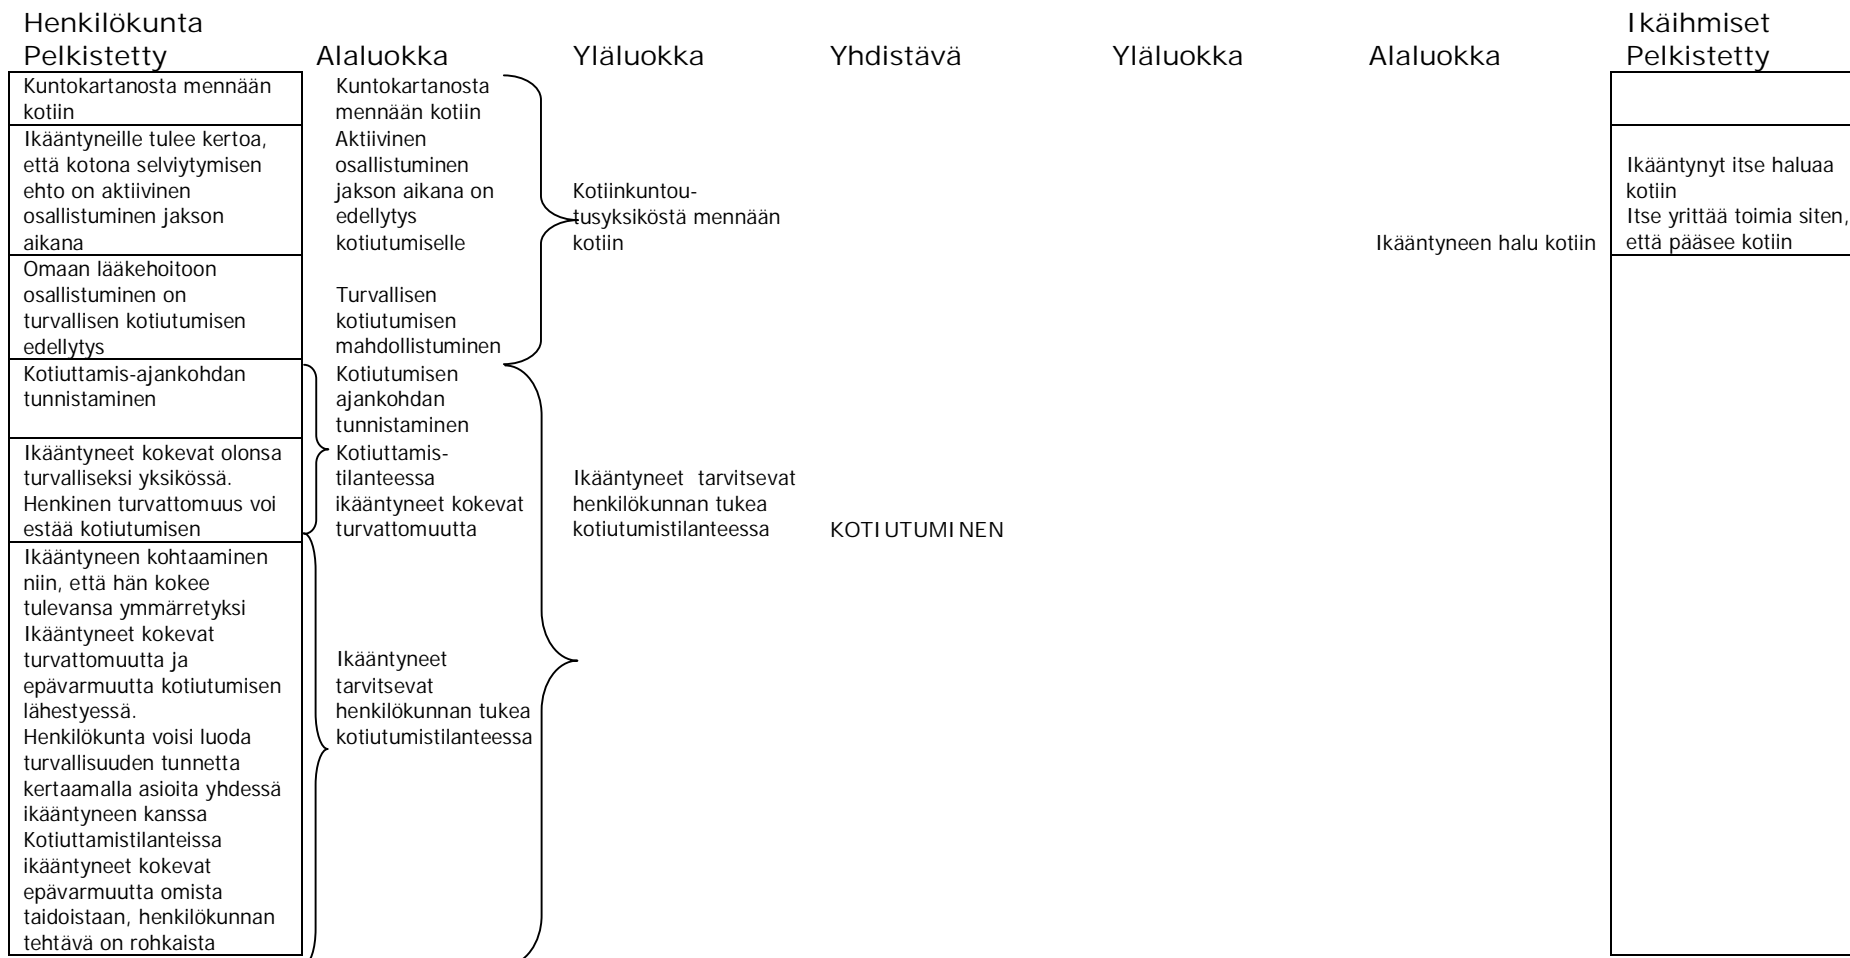 Henkilökunta
Pelkistetty
Alaluokka
Yläluokka
Yhdistävä
Yläluokka
Alaluokka
Ikäihmiset
Pelkistetty
Kuntokartanosta mennään
kotiin
Ikääntyneille tulee kertoa,
että kotona selviytymisen
ehto on aktiivinen
osallistuminen jakson
aikana
Omaan lääkehoitoon
osallistuminen on
turvallisen kotiutumisen
edellytys
Kotiuttamis-ajankohdan
tunnistaminen
Ikääntyneet kokevat olonsa
turvalliseksi yksikössä.
Henkinen turvattomuus voi
estää kotiutumisen
Ikääntyneen kohtaaminen
niin, että hän kokee
tulevansa ymmärretyksi
Ikääntyneet kokevat
turvattomuutta ja
epävarmuutta kotiutumisen
lähestyessä.
Henkilökunta voisi luoda
turvallisuuden tunnetta
kertaamalla asioita yhdessä
ikääntyneen kanssa
Kotiuttamistilanteissa
ikääntyneet kokevat
epävarmuutta omista
taidoistaan, henkilökunnan
tehtävä on rohkaista
Kuntokartanosta
mennään kotiin
Aktiivinen
osallistuminen
jakson aikana on
edellytys
kotiutumiselle
Turvallisen
kotiutumisen
mahdollistuminen
Kotiutumisen
ajankohdan
tunnistaminen
Kotiuttamis-
tilanteessa
ikääntyneet kokevat
turvattomuutta
Ikääntyneet
tarvitsevat
henkilökunnan tukea
kotiutumistilanteessa
Kotiinkuntou-
tusyksiköstä mennään
kotiin
Ikääntyneet tarvitsevat
henkilökunnan tukea
kotiutumistilanteessa
KOTIUTUMINEN
Ikääntyneen halu kotiin
Ikääntynyt itse haluaa
kotiin
Itse yrittää toimia siten,
että pääsee kotiin